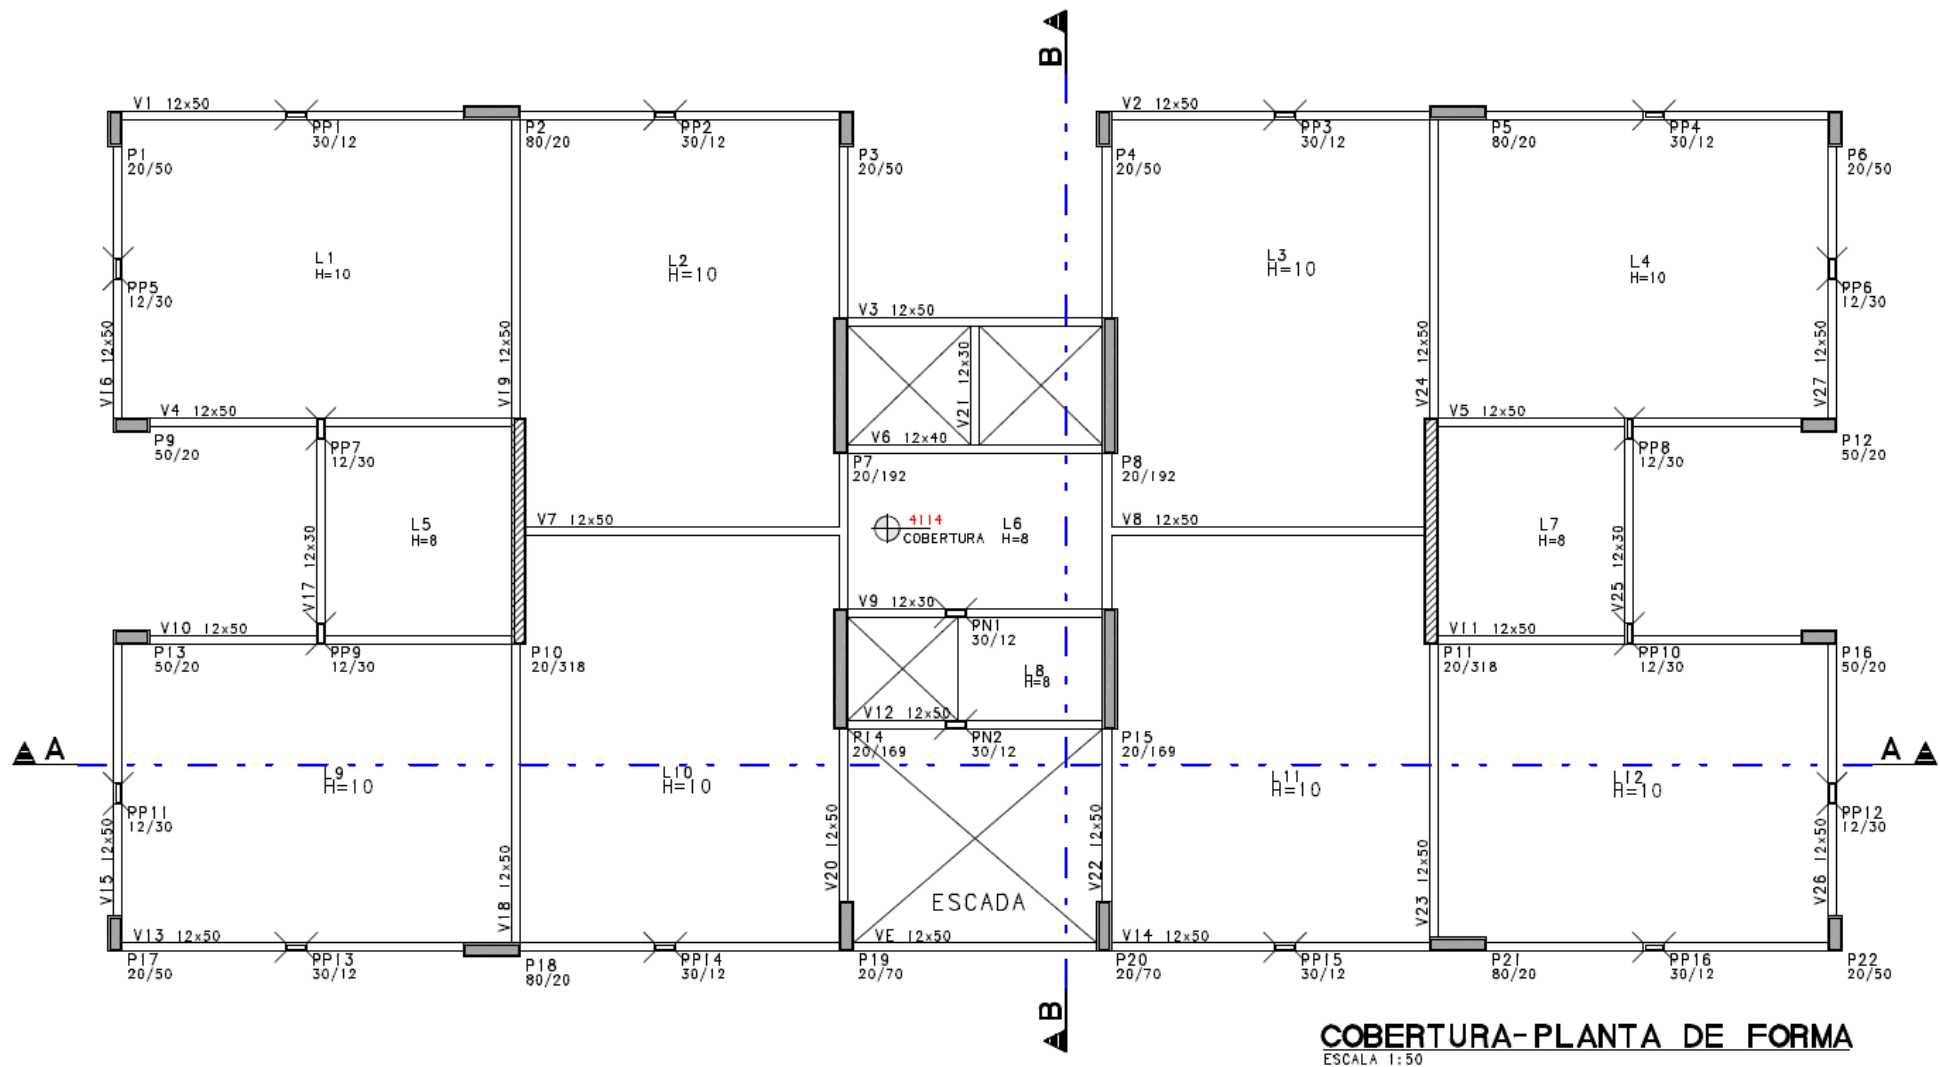 B
V1 12x50
V2 12x50
P1
20/50
PP1
30/12
P2
80/20
PP2
30/12
P3
20/50
P4
20/50
PP3
30/12
P5
80/20
PP4
30/12
P6
20/50
L1
H=10
L2
H=10
L3
H=10
L4
H=10
PP5
12/30
PP6
12/30
V16 12x50
V19 12x50
V3 12x50
V21 12x30
V24 12x50
V27 12x50
V4 12x50
V5 12x50
P9
50/20
PP7
12/30
V6 12x40
P7
20/192
P8
20/192
PP8
12/30
P12
50/20
L5
H=8
V7 12x50
4114
COBERTURA
L6
H=8
V8 12x50
L7
H=8
V17 12x30
V25 12x30
V9 12x30
V10 12x50
V11 12x50
P13
50/20
PP9
12/30
P10
20/318
PN1
30/12
L8
H=8
P11
20/318
PP10
12/30
P16
50/20
V12 12x50
P14
20/169
PN2
30/12
P15
20/169
A
A
L9
H=10
L10
H=10
L11
H=10
L12
H=10
PP11
12/30
PP12
12/30
V15 12x50
V18 12x50
V20 12x50
V22 12x50
V23 12x50
V26 12x50
ESCADA
V13 12x50
VE 12x50
V14 12x50
P17
20/50
PP13
30/12
P18
80/20
PP14
30/12
P19
20/70
P20
20/70
PP15
30/12
P21
80/20
PP16
30/12
P22
20/50
B
COBERTURA-PLANTA DE FORMA
ESCALA 1:50